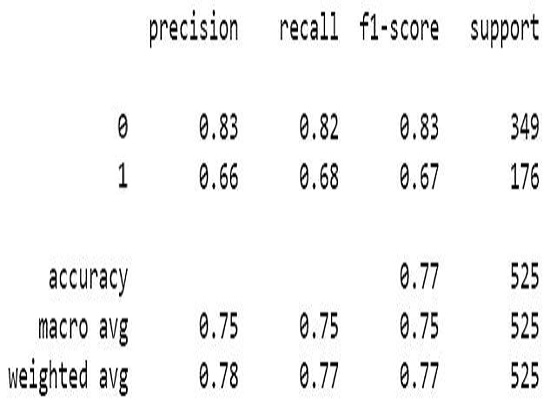 precision recall f1-score support
0 0.83 0.82 0.83 349
1 0.66 0.68 0.67 176
accuracy 0.77 525
macro avg 0.75 0.75 0.75 525
weighted avg 0.78 0.77 0.77 525